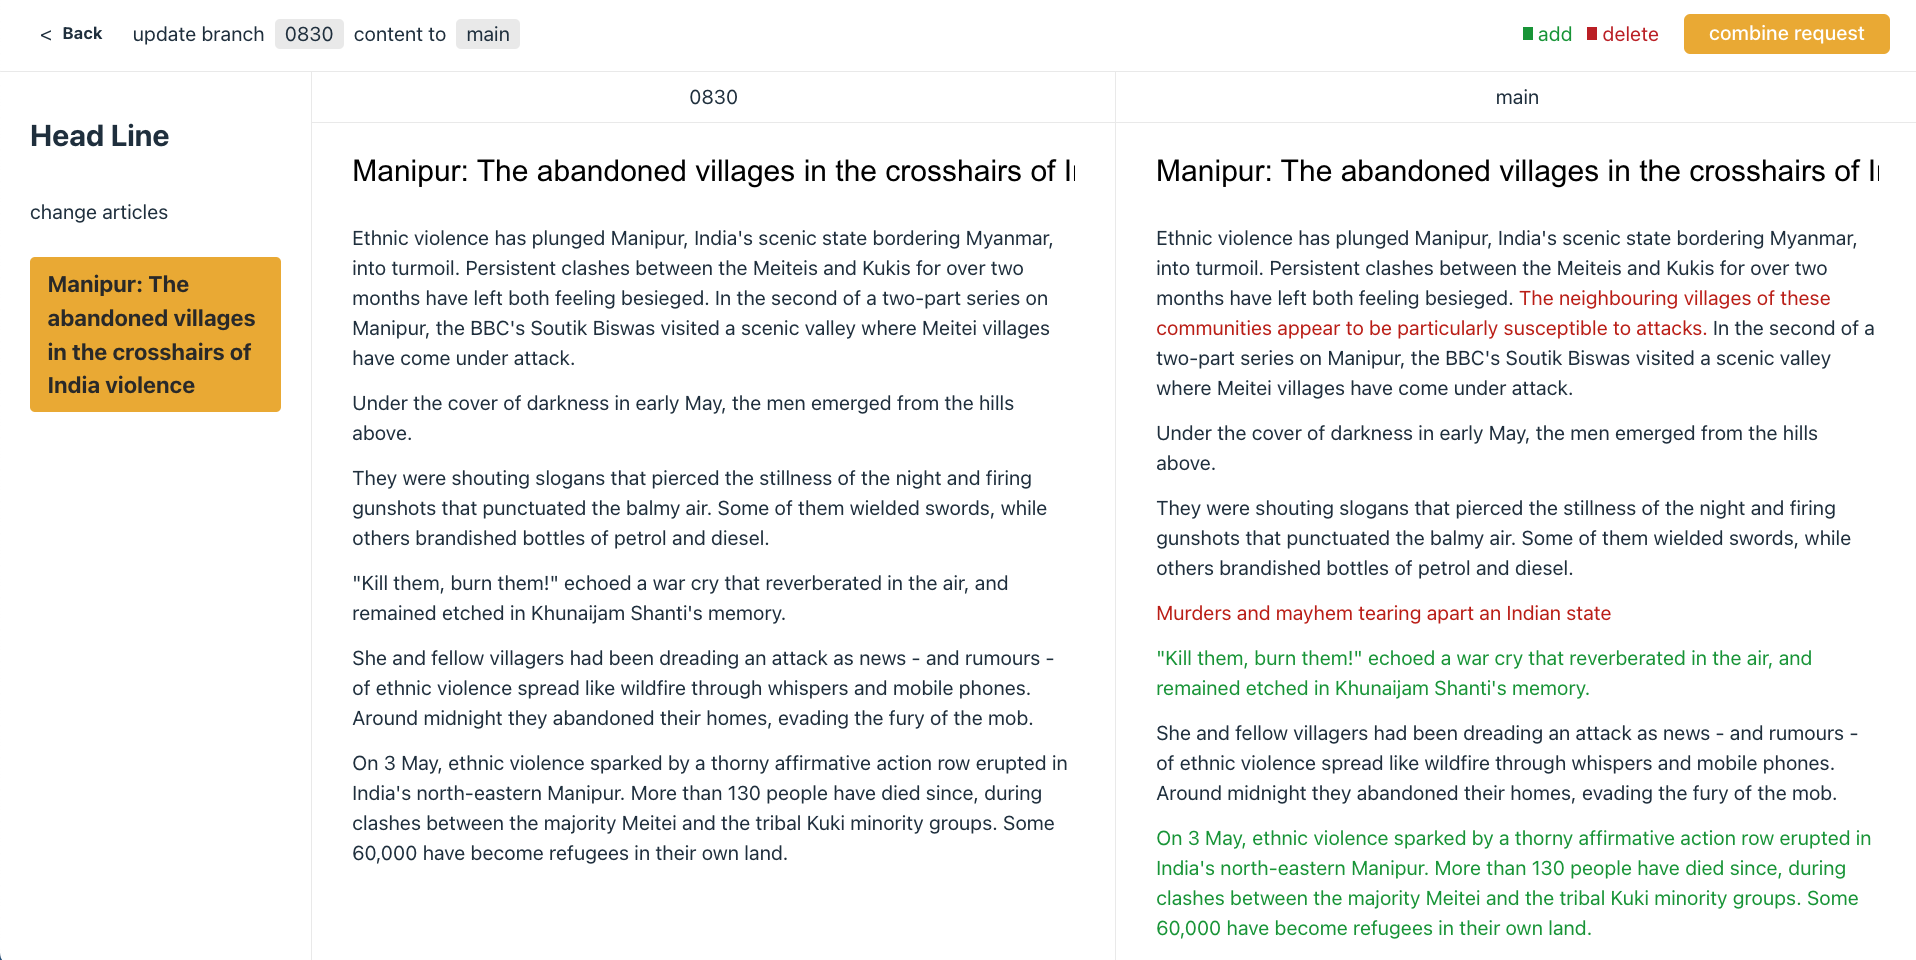 < Back update branch 0830 content to main
add delete combine request
Head Line
change articles
Manipur: The
abandoned villages
in the crosshairs of
India violence
0830
Manipur: The abandoned villages in the crosshairs of
Ethnic violence has plunged Manipur, India's scenic state bordering Myanmar,
into turmoil. Persistent clashes between the Meiteis and Kukis for over two
months have left both feeling besieged. In the second of a two-part series on
Manipur, the BBC's Soutik Biswas visited a scenic valley where Meitei villages
have come under attack.
Under the cover of darkness in early May, the men emerged from the hills
above.
They were shouting slogans that pierced the stillness of the night and firing
gunshots that punctuated the balmy air. Some of them wielded swords, while
others brandished bottles of petrol and diesel.
"Kill them, burn them!" echoed a war cry that reverberated in the air, and
remained etched in Khunaijam Shanti's memory.
She and fellow villagers had been dreading an attack as news - and rumours -
of ethnic violence spread like wildfire through whispers and mobile phones.
Around midnight they abandoned their homes, evading the fury of the mob.
On 3 May, ethnic violence sparked by a thorny affirmative action row erupted in
India's north-eastern Manipur. More than 130 people have died since, during
clashes between the majority Meitei and the tribal Kuki minority groups. Some
60,000 have become refugees in their own land.
main
Manipur: The abandoned villages in the crosshairs of
Ethnic violence has plunged Manipur, India's scenic state bordering Myanmar,
into turmoil. Persistent clashes between the Meiteis and Kukis for over two
months have left both feeling besieged. The neighbouring villages of these
communities appear to be particularly susceptible to attacks. In the second of a
two-part series on Manipur, the BBC's Soutik Biswas visited a scenic valley
where Meitei villages have come under attack.
Under the cover of darkness in early May, the men emerged from the hills
above.
They were shouting slogans that pierced the stillness of the night and firing
gunshots that punctuated the balmy air. Some of them wielded swords, while
others brandished bottles of petrol and diesel.
Murders and mayhem tearing apart an Indian state
"Kill them, burn them!" echoed a war cry that reverberated in the air, and
remained etched in Khunaijam Shanti's memory.
She and fellow villagers had been dreading an attack as news - and rumours -
of ethnic violence spread like wildfire through whispers and mobile phones.
Around midnight they abandoned their homes, evading the fury of the mob.
On 3 May, ethnic violence sparked by a thorny affirmative action row erupted in
India's north-eastern Manipur. More than 130 people have died since, during
clashes between the majority Meitei and the tribal Kuki minority groups. Some
60,000 have become refugees in their own land.